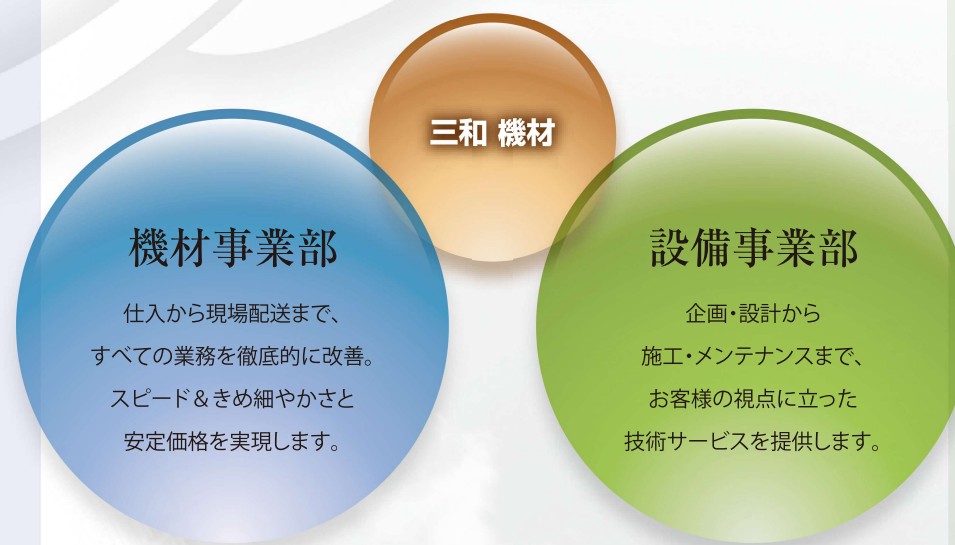 三和 機材
機材事業部
仕入から現場配送まで、
すべての業務を徹底的に改善。
スピード＆きめ細やかさと
安定価格を実現します。
設備事業部
企画・設計から
施工・メンテナンスまで、
お客様の視点に立った
技術サービスを提供します。